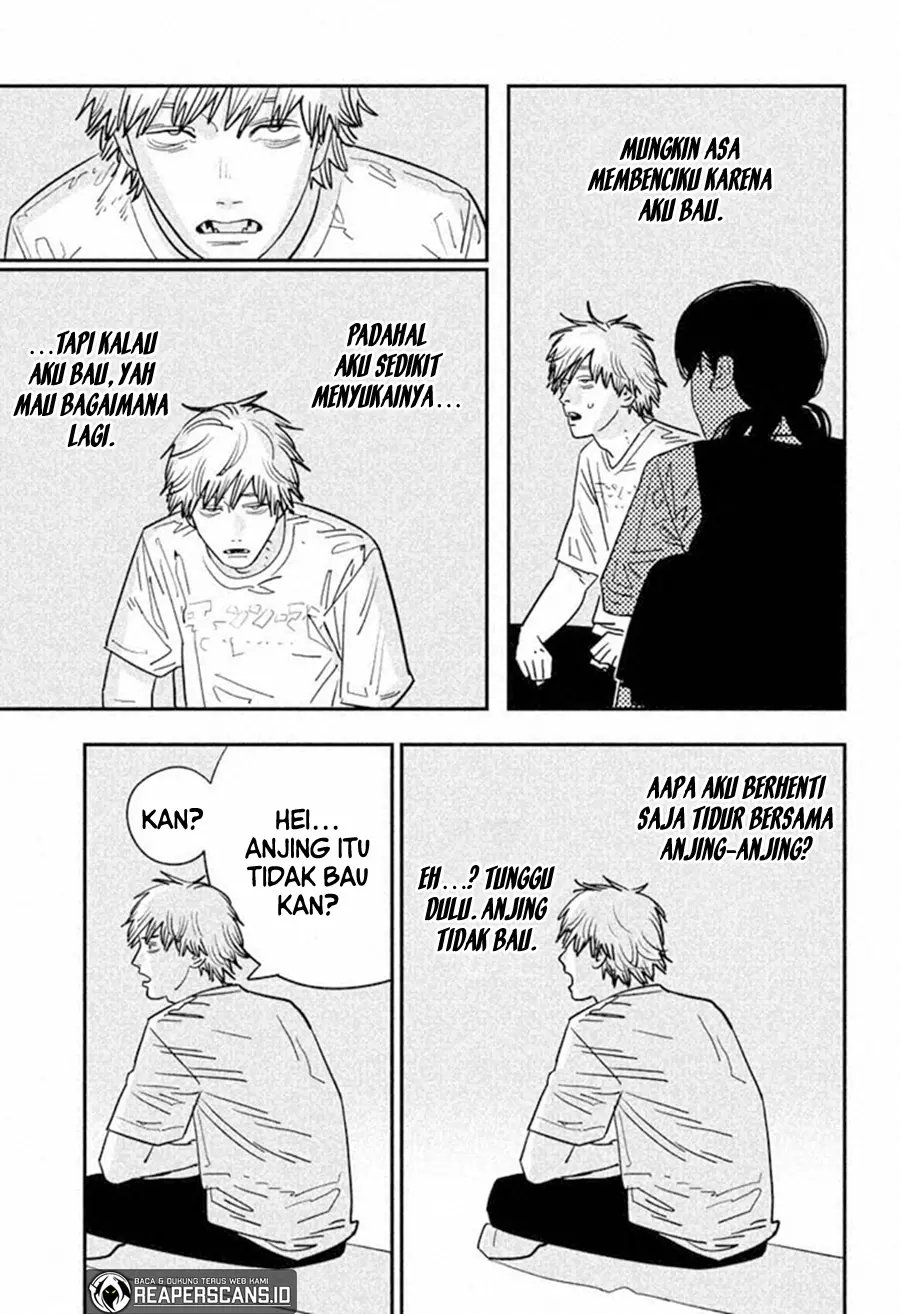 MUNGKIN ASA
MEMBENCIKU KARENA
AKU BAU.
PADAHAL
AKU SEDIKIT
MENYUKAINYA...
...TAPI KALAU
AKU BAU, YAH
MAU BAGAIMANA
LAGI.
AAPA AKU BERHENTI
SAJA TIDUR BERSAMA
ANJING-ANJING?
EH...? TUNGGU
DULU. ANJING
TIDAK BAU.
HEI...
ANJING ITU
TIDAK BAU
KAN?
KAN?
BACA & DUKUNG TERUS WEB KAMI
REAPERSCANS.ID